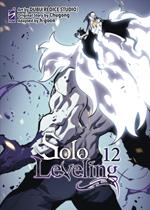 Art by DUBU(REDICE STUDIO)
Original Story by Chugong
Adapted by h-goon
Solo
Leveling
12